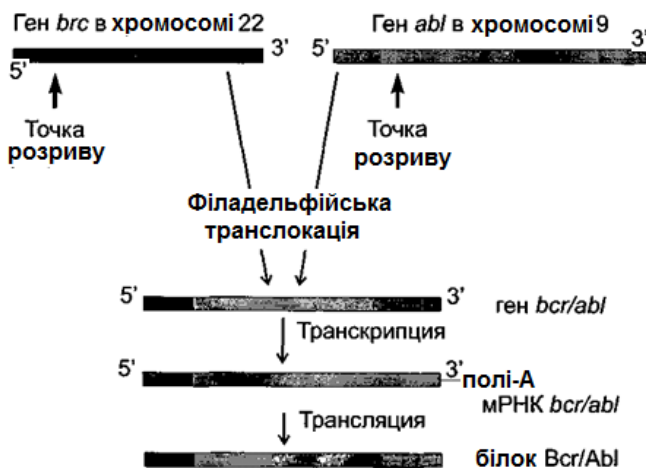 Ген brc в хромосомі 22
Ген abl в хромосомі 9
5’
3’
5’
3’
Точка
розриву
Точка
розриву
Філадельфійська
транслокація
5’
3’
ген bcr/abl
Транскрипция
5’
3’
полі-А
мРНК bcr/abl
Трансляция
білок Bcr/Abl